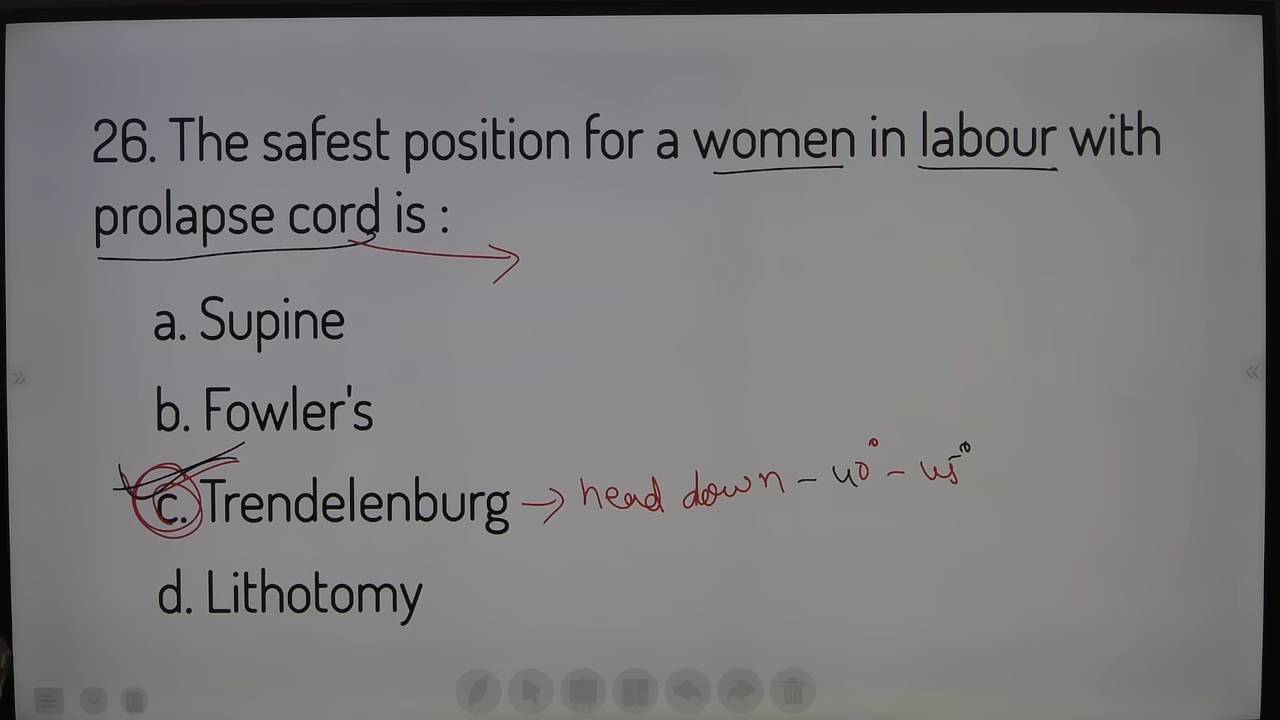 26. The safest position for a women in labour with
prolapse cord is :
a. Supine
b. Fowler's
c. Trendelenburg → head down - 40° - 45°
d. Lithotomy